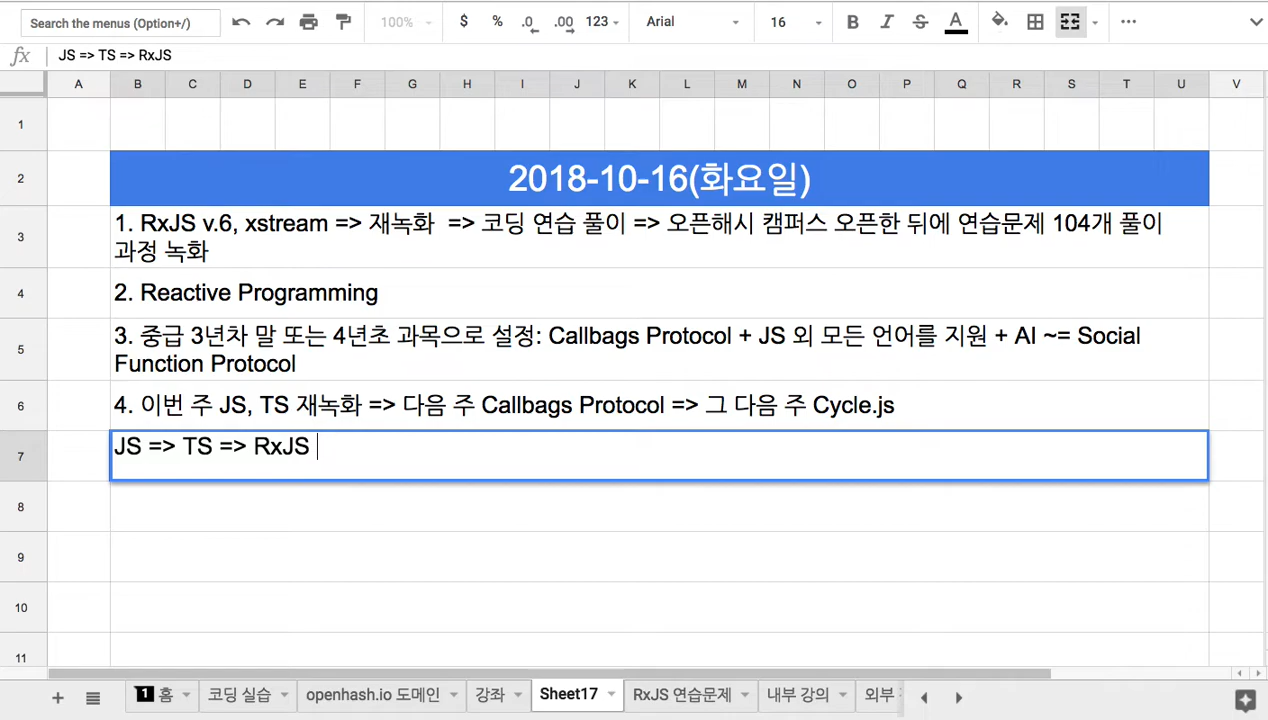 Search the menus (Option+/)
100%
$ % .0 .00 123
Arial
16
B I S A
fx JS => TS => RxJS
A B C D E F G H I J K L M N O P Q R S T U V
1
2 2018-10-16(화요일)
3 1. RxJS v.6, xstream => 재녹화 => 코딩 연습 풀이 => 오픈해시 캠퍼스 오픈한 뒤에 연습문제 104개 풀이
과정 녹화
4 2. Reactive Programming
5 3. 중급 3년차 말 또는 4년초 과목으로 설정: Callbags Protocol + JS 외 모든 언어를 지원 + AI ~= Social
Function Protocol
6 4. 이번 주 JS, TS 재녹화 => 다음 주 Callbags Protocol => 그 다음 주 Cycle.js
7 JS => TS => RxJS
8
9
10
11
1 홈 코딩 실습 openhash.io 도메인 강좌 Sheet17 RxJS 연습문제 내부 강의 외부